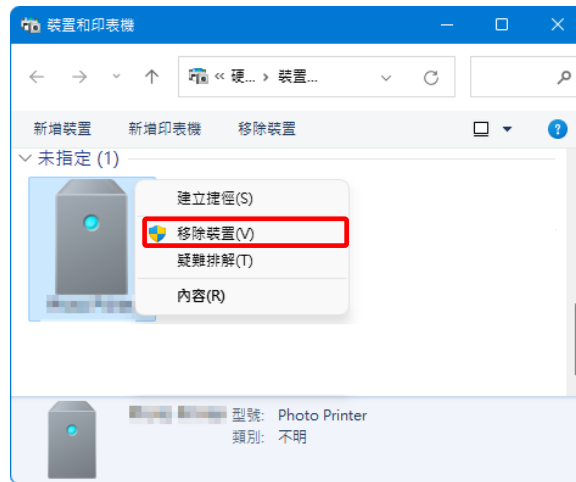 裝置和印表機
« 硬... › 裝置...
新增裝置 新增印表機 移除裝置
未指定 (1)
建立捷徑(S)
移除裝置(V)
疑難排解(T)
內容(R)
型號: Photo Printer
類別: 不明